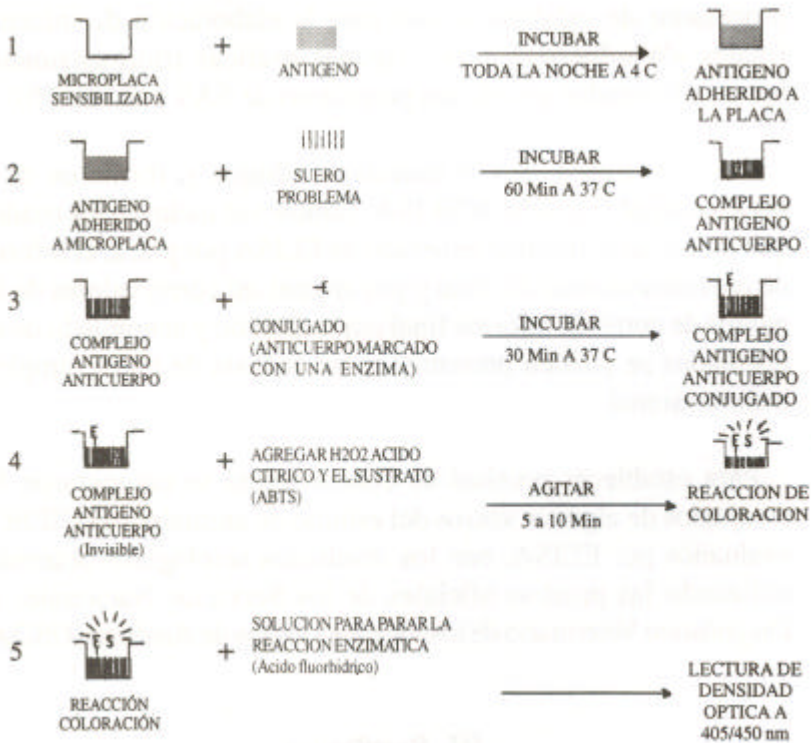 1
+
MICROPLACA
SENSIBILIZADA
ANTIGENO
INCUBAR
TODA LA NOCHE A 4 C
ANTIGENO
ADHERIDO A
LA PLACA
2
+
ANTIGENO
ADHERIDO
A MICROPLACA
SUERO
PROBLEMA
INCUBAR
60 Min A 37 C
COMPLEJO
ANTIGENO
ANTICUERPO
3
+
COMPLEJO
ANTIGENO
ANTICUERPO
E
CONJUGADO
(ANTICUERPO MARCADO
CON UNA ENZIMA)
INCUBAR
30 Min A 37 C
E
COMPLEJO
ANTIGENO
ANTICUERPO
CONJUGADO
4
E
+
COMPLEJO
ANTIGENO
ANTICUERPO
(Invisible)
AGREGAR H2O2 ACIDO
CITRICO Y EL SUSTRATO
(ABTS)
AGITAR
5 a 10 Min
E S
REACCION DE
COLORACION
5
E S
+
REACCIÓN
COLORACIÓN
SOLUCION PARA PARAR LA
REACCION ENZIMATICA
(Acido fluorhidrico)
LECTURA DE
DENSIDAD
OPTICA A
405/450 nm